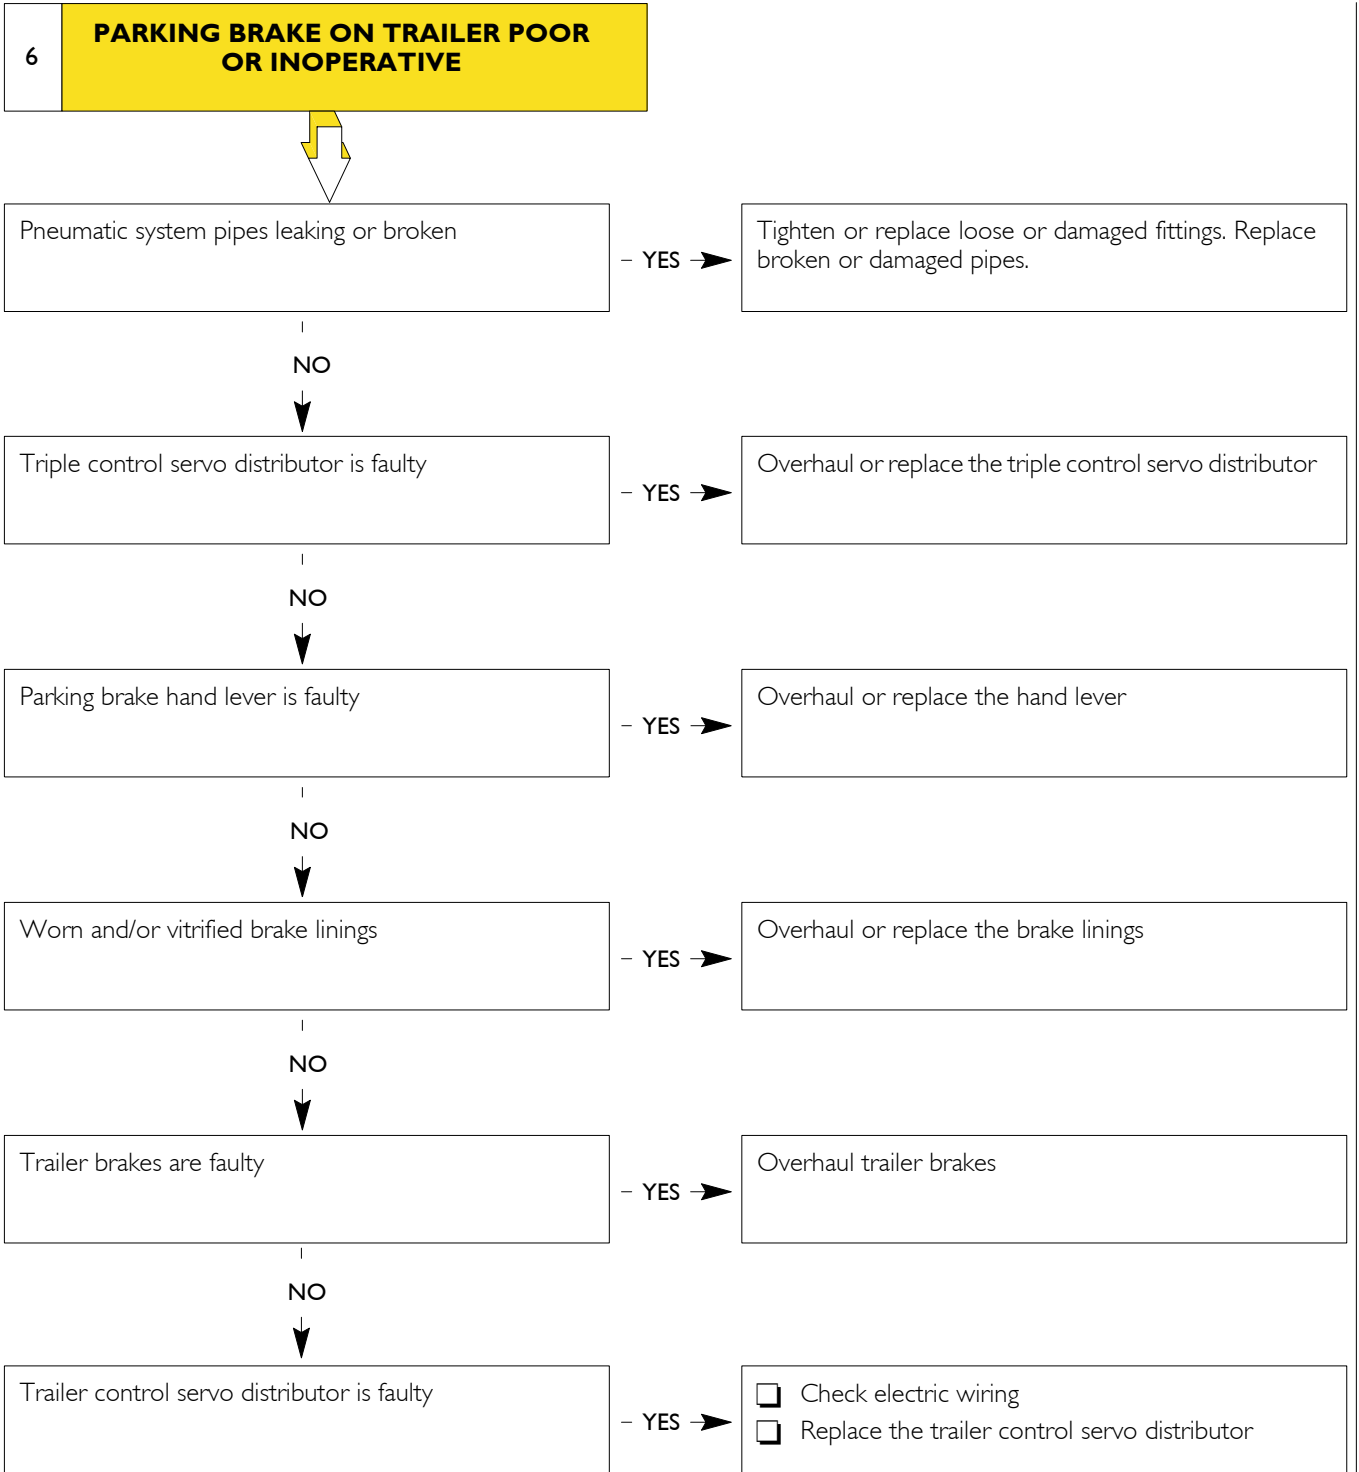 6
PARKING BRAKE ON TRAILER POOR
OR INOPERATIVE
Pneumatic system pipes leaking or broken
YES
Tighten or replace loose or damaged fittings. Replace
broken or damaged pipes.
NO
Triple control servo distributor is faulty
YES
Overhaul or replace the triple control servo distributor
NO
Parking brake hand lever is faulty
YES
Overhaul or replace the hand lever
NO
Worn and/or vitrified brake linings
YES
Overhaul or replace the brake linings
NO
Trailer brakes are faulty
YES
Overhaul trailer brakes
NO
Trailer control servo distributor is faulty
YES
❏ Check electric wiring
❏ Replace the trailer control servo distributor